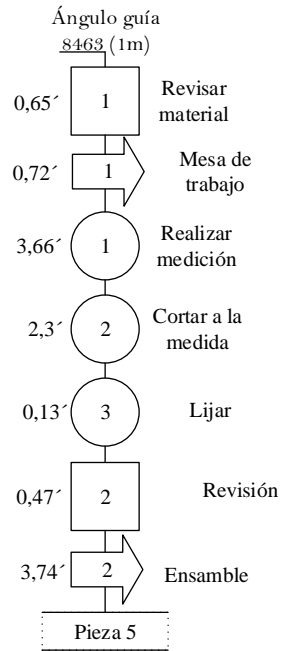 Ángulo guía
8463 (1m)
0,65´ 1 Revisar
material
0,72´ 1 Mesa de
trabajo
3,66´ 1 Realizar
medición
2,3´ 2 Cortar a la
medida
0,13´ 3 Lijar
0,47´ 2 Revisión
3,74´ 2 Ensamble
Pieza 5